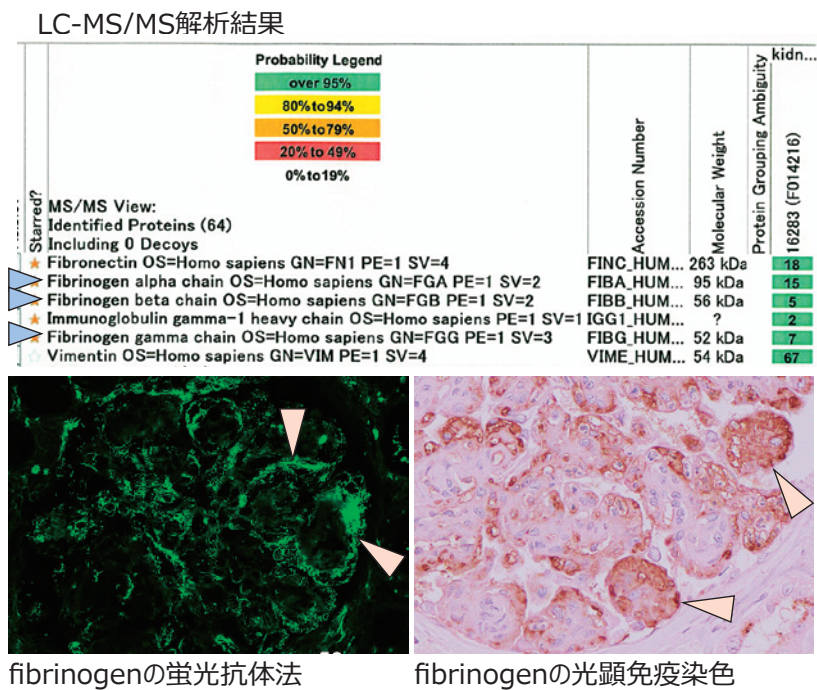 LC-MS/MS解析結果
Probability Legend
over 95%
80%to94%
50%to79%
20% to 49%
0%to19%
Starred?
MS/MS View:
Identified Proteins (64)
Including 0 Decoys
Accession Number
Molecular Weight
Protein Grouping Ambiguity
kidn...
16283 (F014216)
Fibronectin OS=Homo sapiens GN=FN1 PE=1 SV=4 FINC_HUM... 263 kDa 18
Fibrinogen alpha chain OS=Homo sapiens GN=FGA PE=1 SV=2 FIBA_HUM... 95 kDa 15
Fibrinogen beta chain OS=Homo sapiens GN=FGB PE=1 SV=2 FIBB_HUM... 56 kDa 5
Immunoglobulin gamma-1 heavy chain OS=Homo sapiens PE=1 SV=1 IGG1_HUM... ? 2
Fibrinogen gamma chain OS=Homo sapiens GN=FGG PE=1 SV=3 FIBG_HUM... 52 kDa 7
Vimentin OS=Homo sapiens GN=VIM PE=1 SV=4 VIME_HUM... 54 kDa 67
fibrinogenの蛍光抗体法
fibrinogenの光顕免疫染色